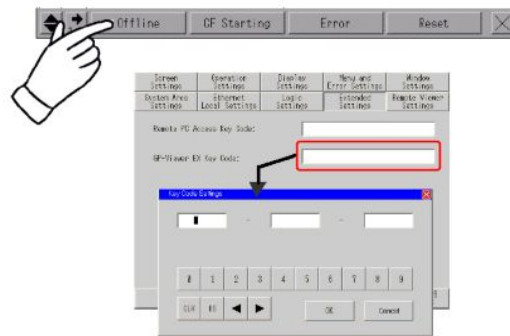 Offline CF Starting Error Reset
Screen Settings Operation Settings Display Settings Menu and Error Settings Window Settings
System Area Settings Ethernet Local Settings Logic Settings Extended Settings Remote Viewer Settings
Remote PC Access Key Code:
GP-Viewer EX Key Code:
Key Code Settings
- -
0 1 2 3 4 5 6 7 8 9
CLR BS OK Cancel